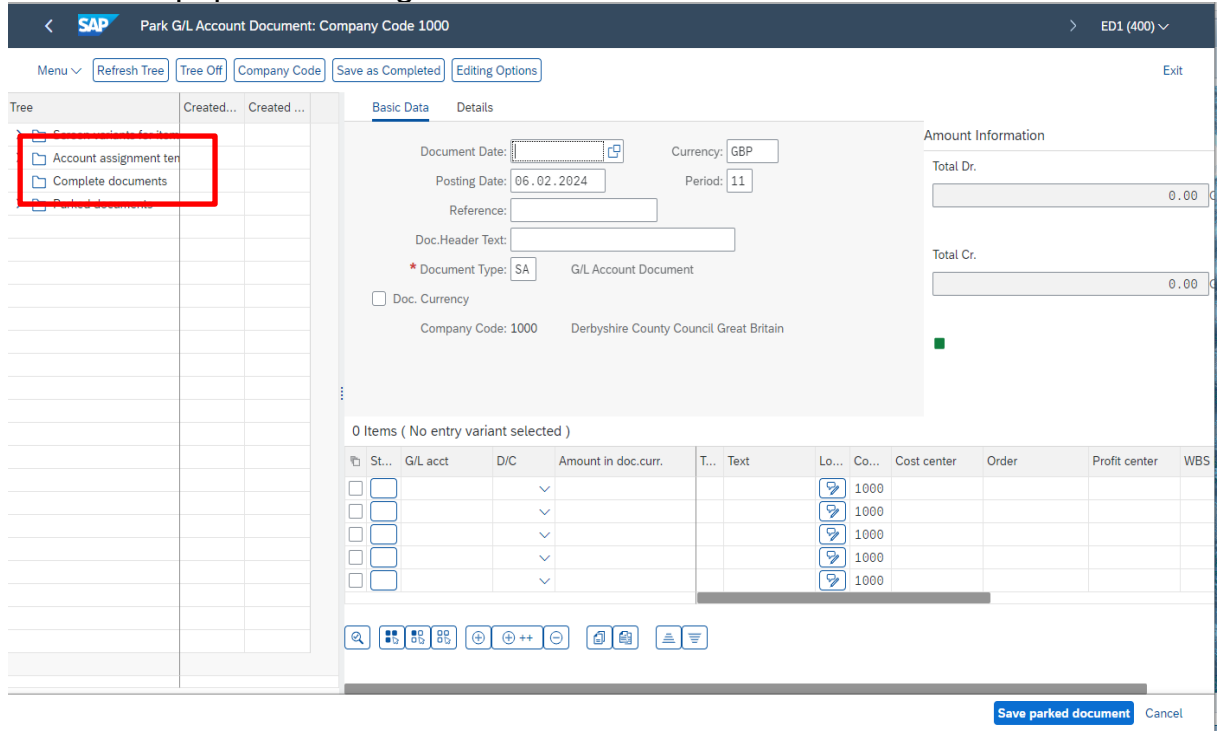 SAP Park G/L Account Document: Company Code 1000 ED1 (400)
Menu Refresh Tree Tree Off Company Code Save as Completed Editing Options Exit
Tree Created... Created ...
Account assignment ten
Complete documents
Parked documents
Basic Data Details
Document Date: Currency: GBP
Posting Date: 06.02.2024 Period: 11
Reference:
Doc.Header Text:
* Document Type: SA G/L Account Document
Doc. Currency
Company Code: 1000 Derbyshire County Council Great Britain
Amount Information
Total Dr.
0.00
Total Cr.
0.00
0 Items ( No entry variant selected )
St... G/L acct D/C Amount in doc.curr. T... Text Lo... Co... Cost center Order Profit center WBS
1000
1000
1000
1000
1000
++
Save parked document Cancel